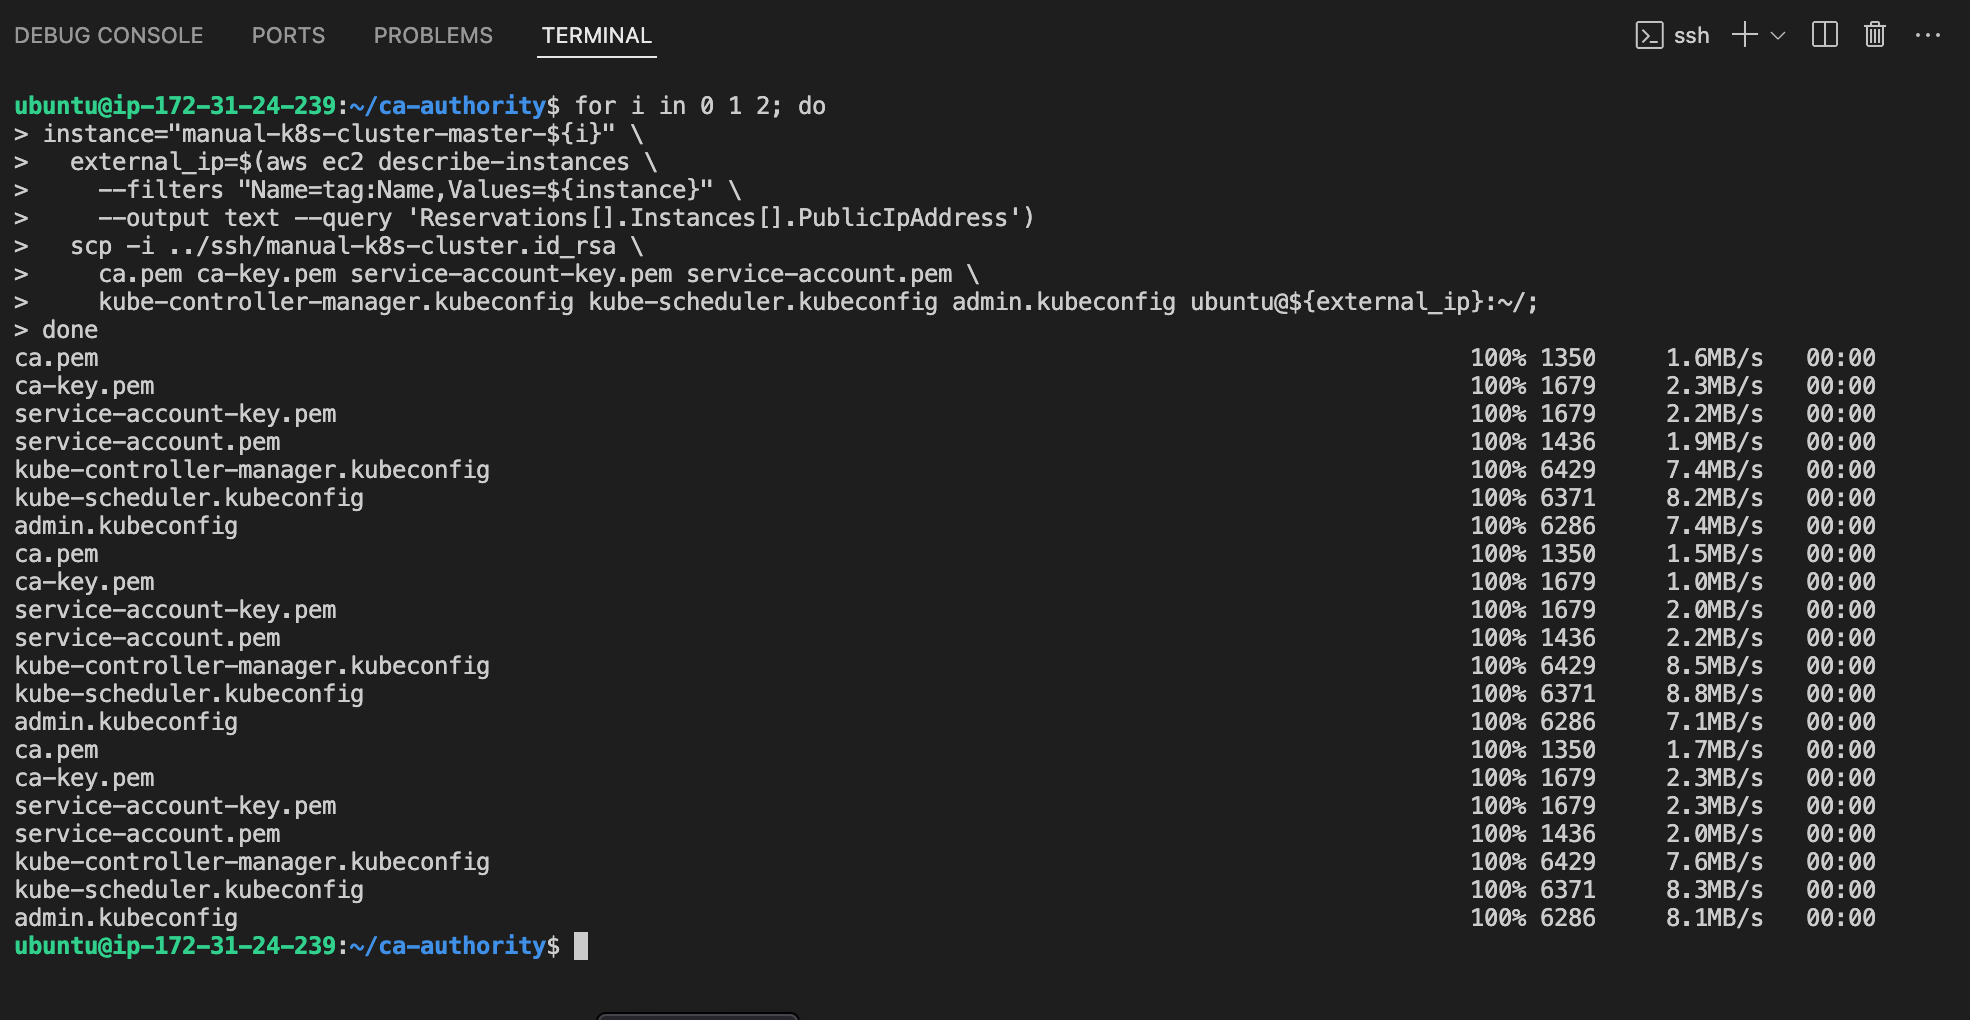 DEBUG CONSOLE PORTS PROBLEMS TERMINAL ssh
ubuntu@ip-172-31-24-239:~/ca-authority$ for i in 0 1 2; do
> instance="manual-k8s-cluster-master-${i}" \
>   external_ip=$(aws ec2 describe-instances \
>     --filters "Name=tag:Name,Values=${instance}" \
>     --output text --query 'Reservations[].Instances[].PublicIpAddress')
>   scp -i ../ssh/manual-k8s-cluster.id_rsa \
>     ca.pem ca-key.pem service-account-key.pem service-account.pem \
>     kube-controller-manager.kubeconfig kube-scheduler.kubeconfig admin.kubeconfig ubuntu@${external_ip}:~/;
> done
ca.pem 100% 1350 1.6MB/s 00:00
ca-key.pem 100% 1679 2.3MB/s 00:00
service-account-key.pem 100% 1679 2.2MB/s 00:00
service-account.pem 100% 1436 1.9MB/s 00:00
kube-controller-manager.kubeconfig 100% 6429 7.4MB/s 00:00
kube-scheduler.kubeconfig 100% 6371 8.2MB/s 00:00
admin.kubeconfig 100% 6286 7.4MB/s 00:00
ca.pem 100% 1350 1.5MB/s 00:00
ca-key.pem 100% 1679 1.0MB/s 00:00
service-account-key.pem 100% 1679 2.0MB/s 00:00
service-account.pem 100% 1436 2.2MB/s 00:00
kube-controller-manager.kubeconfig 100% 6429 8.5MB/s 00:00
kube-scheduler.kubeconfig 100% 6371 8.8MB/s 00:00
admin.kubeconfig 100% 6286 7.1MB/s 00:00
ca.pem 100% 1350 1.7MB/s 00:00
ca-key.pem 100% 1679 2.3MB/s 00:00
service-account-key.pem 100% 1679 2.3MB/s 00:00
service-account.pem 100% 1436 2.0MB/s 00:00
kube-controller-manager.kubeconfig 100% 6429 7.6MB/s 00:00
kube-scheduler.kubeconfig 100% 6371 8.3MB/s 00:00
admin.kubeconfig 100% 6286 8.1MB/s 00:00
ubuntu@ip-172-31-24-239:~/ca-authority$